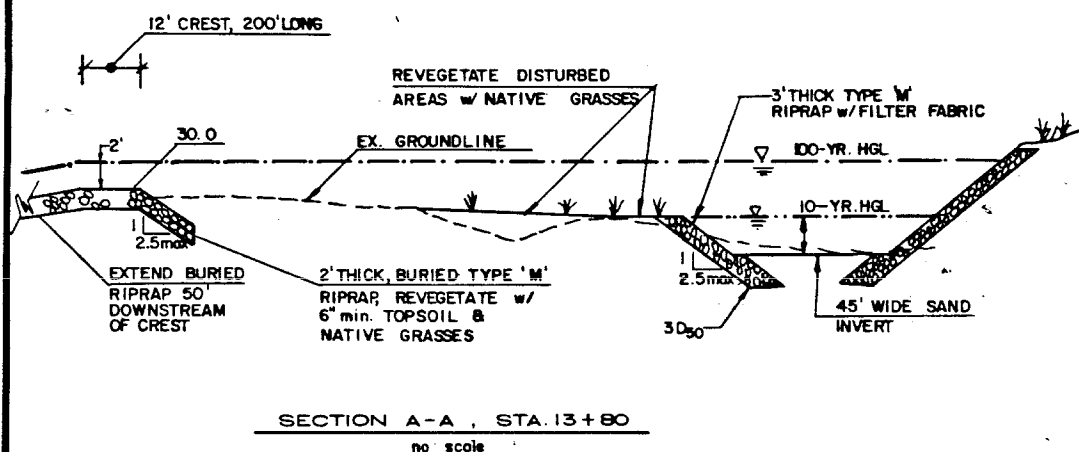 12' CREST, 200' LONG
REVEGETATE DISTURBED
AREAS w/ NATIVE GRASSES
3' THICK TYPE 'M'
RIPRAP w/ FILTER FABRIC
2'
30.0
EX. GROUNDLINE
100-YR. HGL
10-YR. HGL
1
2.5max
1
2.5max
EXTEND BURIED
RIPRAP 50'
DOWNSTREAM
OF CREST
2' THICK, BURIED TYPE 'M'
RIPRAP, REVEGETATE w/
6" min. TOPSOIL &
NATIVE GRASSES
3D50
45' WIDE SAND
INVERT
SECTION A-A , STA. 13+80
no scale